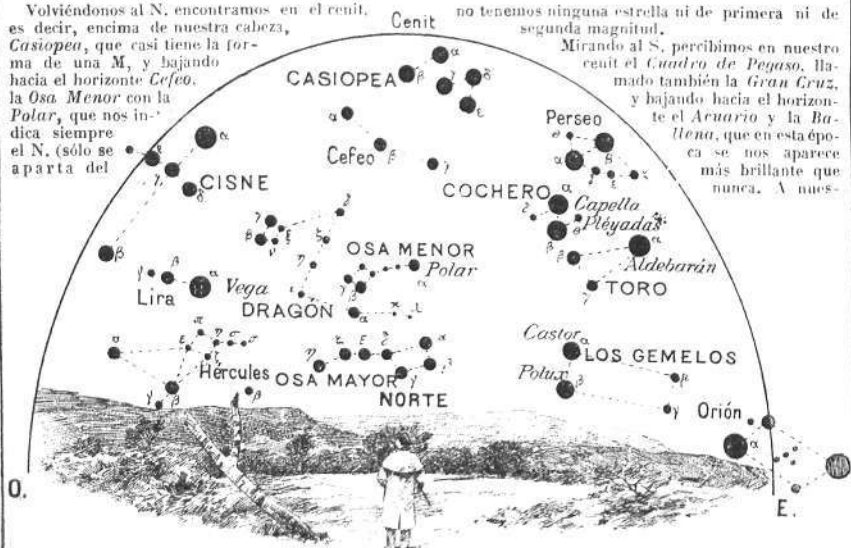 Volviéndonos al N. encontramos en el cenit,
es decir, encima de nuestra cabeza,
Casiopea, que casi tiene la for-
ma de una M, y bajando
hacia el horizonte Cefeo,
la Osa Menor con la
Polar, que nos in-
dica siempre
el N. (sólo se
aparta del
no tenemos ninguna estrella ni de primera ni de
segunda magnitud.
Mirando al S. percibimos en nuestro
cenit el Cuadro de Pegaso, lla-
mado también la Gran Cruz,
y bajando hacia el horizon-
te el Acuario y la Ba-
llena, que en esta épo-
ca se nos aparece
más brillante que
nunca. A nues-
Cenit
CASIOPEA
α
β
γ
δ
ε
α
Cefeo
β
γ
Perseo
α
β
ε
CISNE
α
γ
δ
β
COCHERO
α
Capella
β
Pléyadas
α
Aldebarán
β
γ
TORO
OSA MENOR
Polar
α
β
γ
γ
β
α
Lira
Vega
DRAGÓN
α
Hércules
β
γ
β
OSA MAYOR
η
ζ
ε
δ
α
β
γ
NORTE
Castor
α
LOS GEMELOS
Polux
β
μ
γ
Orión
α
O.
E.